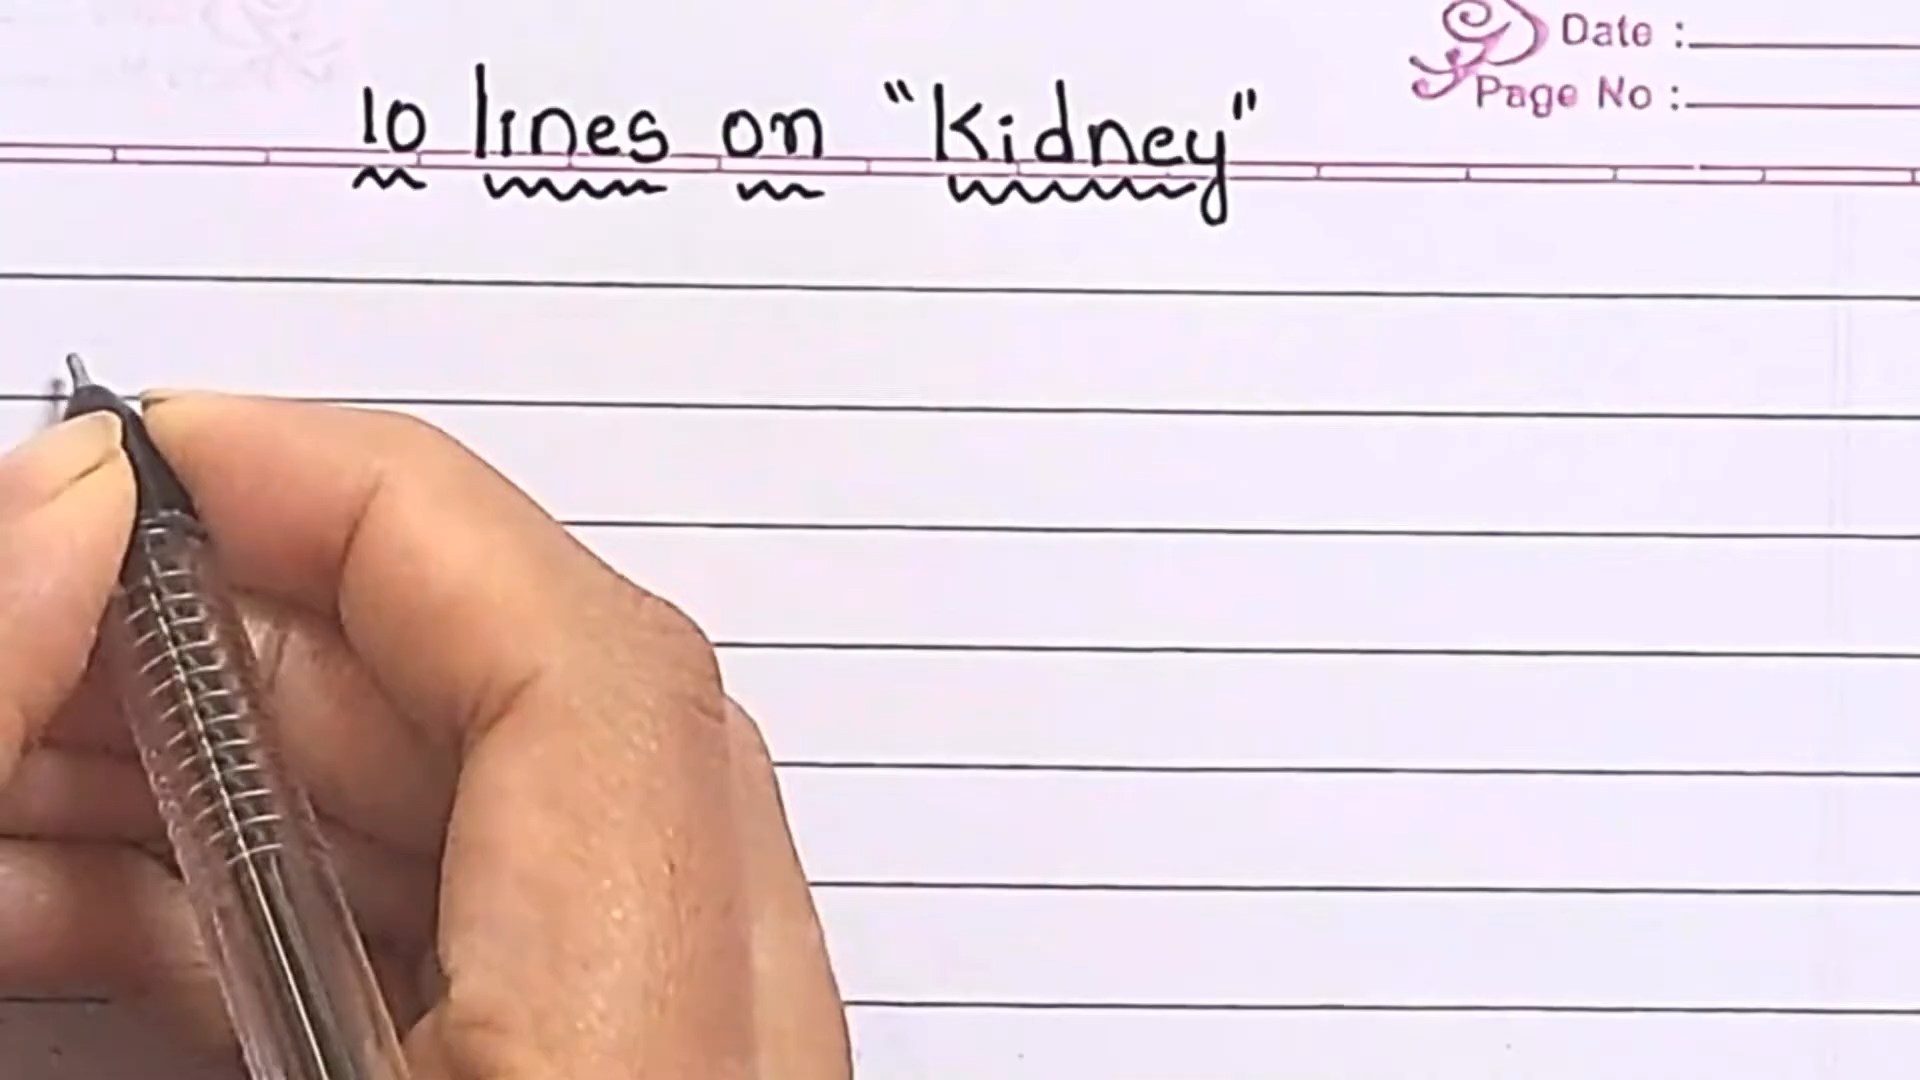 Date :
Page No :
10 lines on "Kidney"